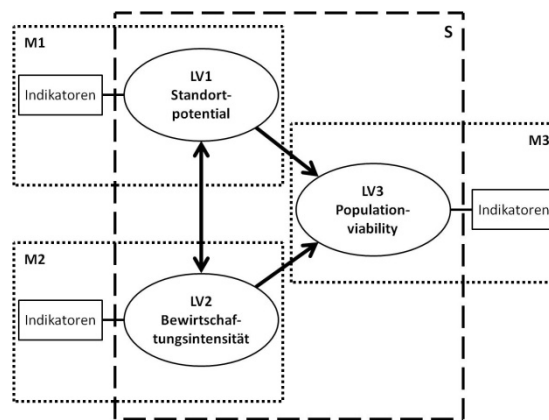 S
M1
LV1
Standort-
potential
Indikatoren
M3
LV3
Population-
viability
Indikatoren
M2
LV2
Bewirtschaf-
tungsintensität
Indikatoren